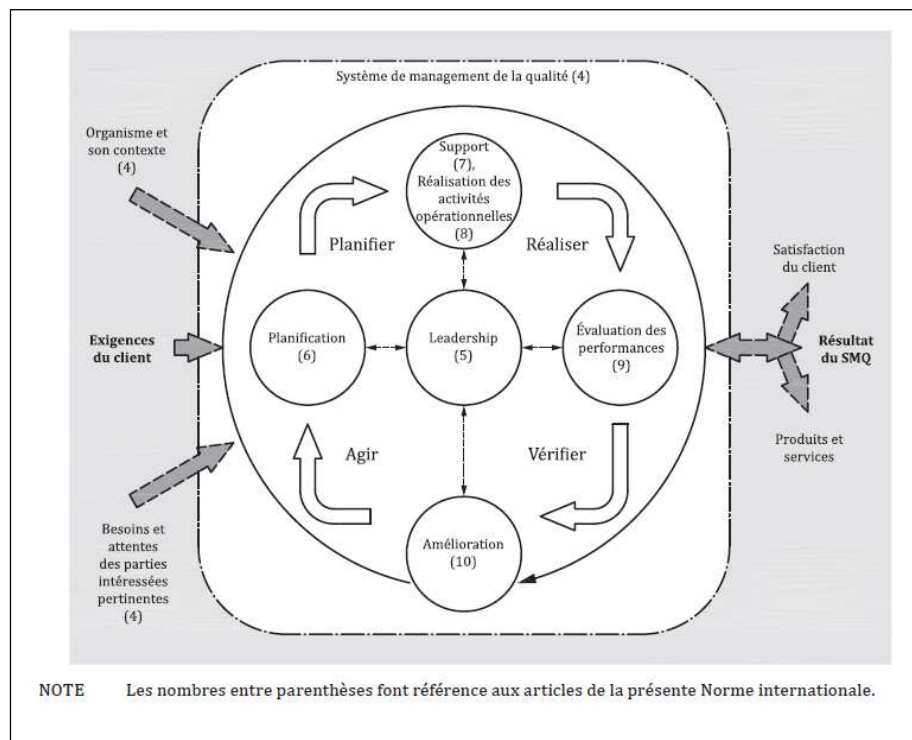 Système de management de la qualité (4)
Organisme et
son contexte
(4)
Support
(7),
Réalisation des
activités
opérationnelles
(8)
Planifier
Réaliser
Satisfaction
du client
Exigences
du client
Planification
(6)
Leadership
(5)
Évaluation des
performances
(9)
Résultat
du SMQ
Agir
Vérifier
Produits et
services
Besoins et
attentes
des parties
intéressées
pertinentes
(4)
Amélioration
(10)
NOTE Les nombres entre parenthèses font référence aux articles de la présente Norme internationale.